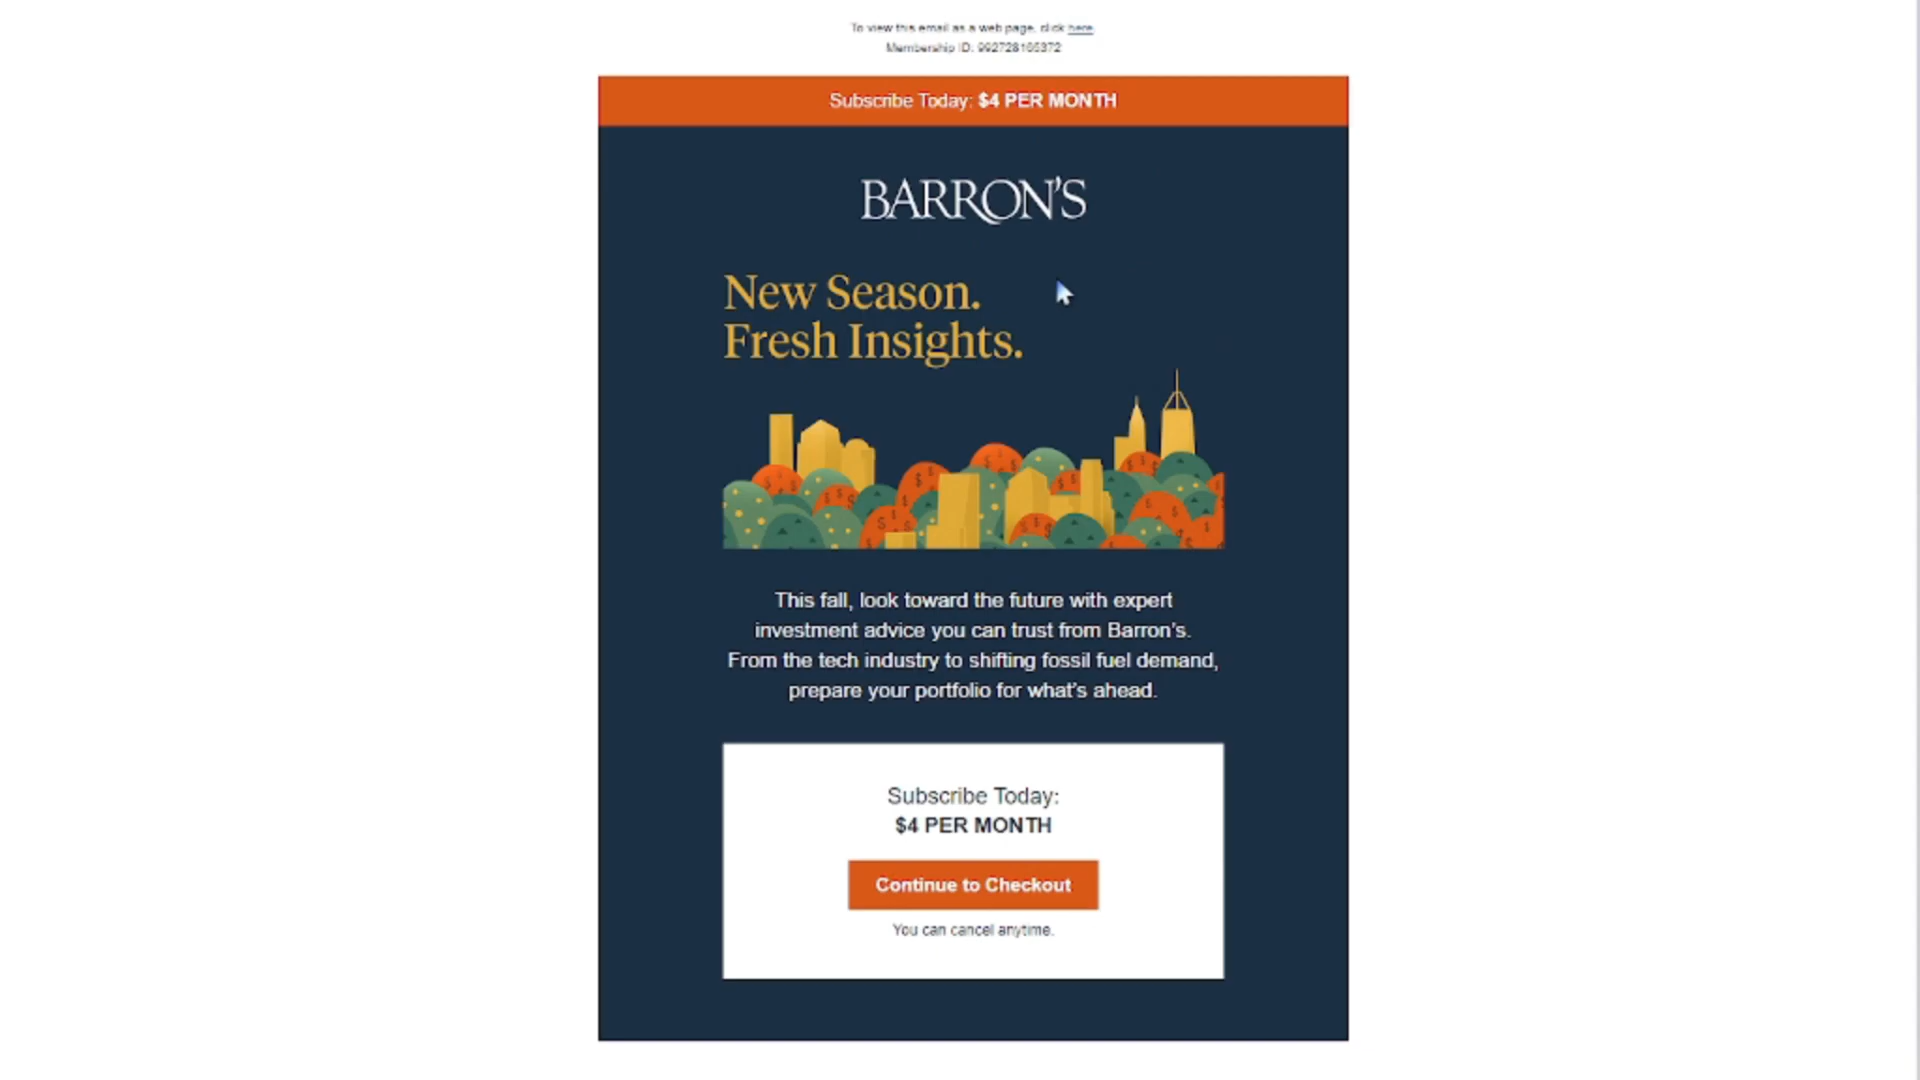 To view this email as a web page, click here
Membership ID: 992728165372
Subscribe Today: $4 PER MONTH
BARRON'S
New Season.
Fresh Insights.
This fall, look toward the future with expert
investment advice you can trust from Barron's.
From the tech industry to shifting fossil fuel demand,
prepare your portfolio for what's ahead.
Subscribe Today:
$4 PER MONTH
Continue to Checkout
You can cancel anytime.